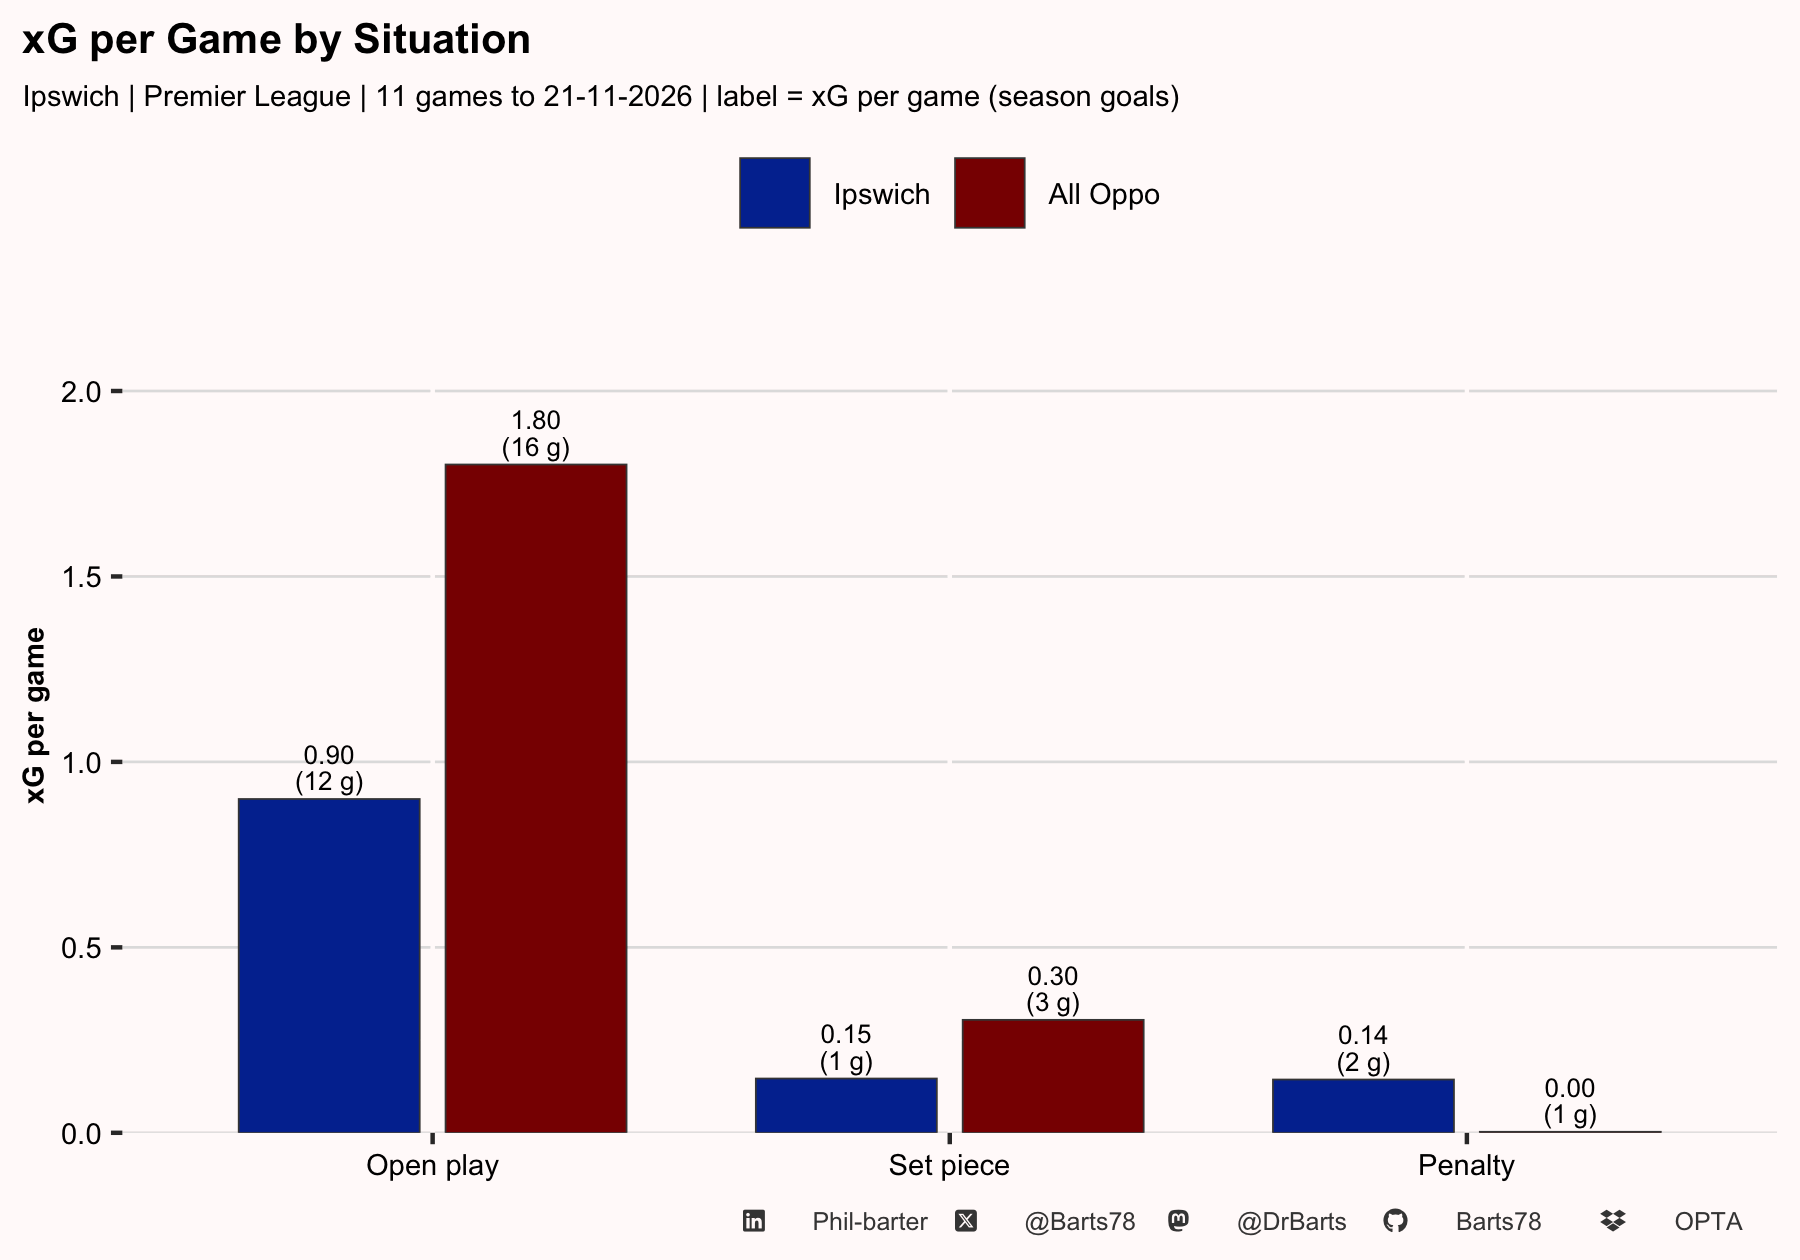 xG per Game by Situation
Ipswich | Premier League | 11 games to 21-11-2026 | label = xG per game (season goals)
Ipswich
All Oppo
xG per game
2.0
1.5
1.0
0.5
0.0
0.90
(12 g)
1.80
(16 g)
0.15
(1 g)
0.30
(3 g)
0.14
(2 g)
0.00
(1 g)
Open play
Set piece
Penalty
Phil-barter @Barts78 @DrBarts Barts78 OPTA